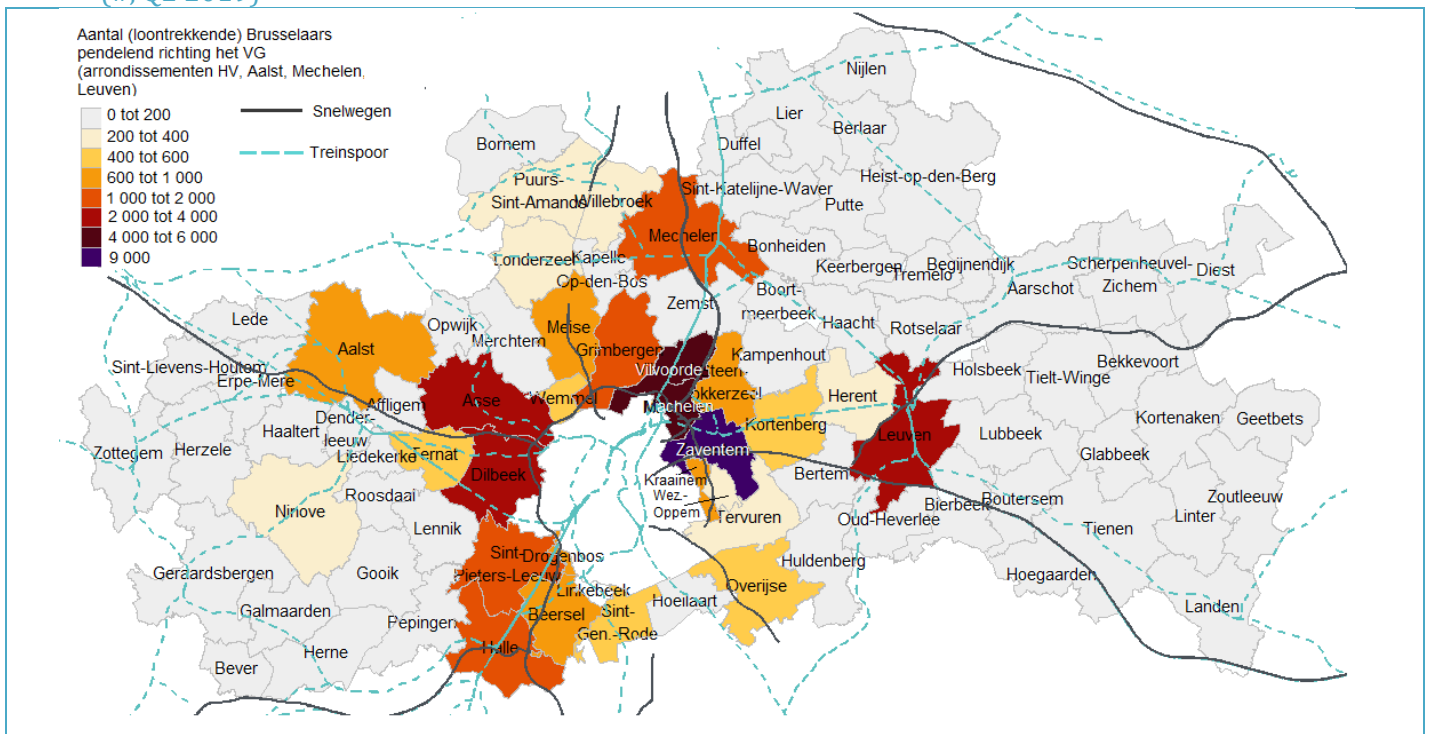 Aantal (loontrekkende) Brusselaars
pendelend richting het VG
(arrondissementen HV, Aalst, Mechelen,
Leuven)
0 tot 200
200 tot 400
400 tot 600
600 tot 1 000
1 000 tot 2 000
2 000 tot 4 000
4 000 tot 6 000
9 000
Snelwegen
Treinspoor
Nijlen
Lier
Berlaar
Bornem
Duffel
Heist-op-den-Berg
Puurs-
Sint-Amands
Willebroek
Sint-Katelijne-Waver
Putte
Mechelen
Bonheiden
Londerzeel
Kapelle
Op-den-Bos
Keerbergen
Tremelo
Begijnendijk
Scherpenheuvel-
Zichem
Diest
Aarschot
Zemst
Boort-
meerbeek
Haacht
Rotselaar
Lede
Opwijk
Merchtem
Meise
Grimbergen
Aalst
Kampenhout
Vilvoorde
Steen-
okkerzeel
Holsbeek
Bekkevoort
Tielt-Winge
Sint-Lievens-Houtem
Erpe-Mere
Affligem
Asse
Wemmel
Machelen
Herent
Kortenaken
Geetbets
Dender-
leeuw
Haaltert
Kortenberg
Leuven
Lubbeek
Zottegem
Herzele
Liedekerke
Ternat
Zaventem
Glabbeek
Dilbeek
Kraainem
Wez.-
Oppem
Bertem
Roosdaal
Ninove
Tervuren
Oud-Heverlee
Bierbeek
Boutersem
Zoutleeuw
Linter
Tienen
Lennik
Sint-
Pieters-Leeuw
Drogenbos
Huldenberg
Hoegaarden
Geraardsbergen
Gooik
Linkebeek
Overijse
Galmaarden
Pepingen
Beersel
Sint-
Gen.-Rode
Hoeilaart
Landen
Halle
Herne
Bever